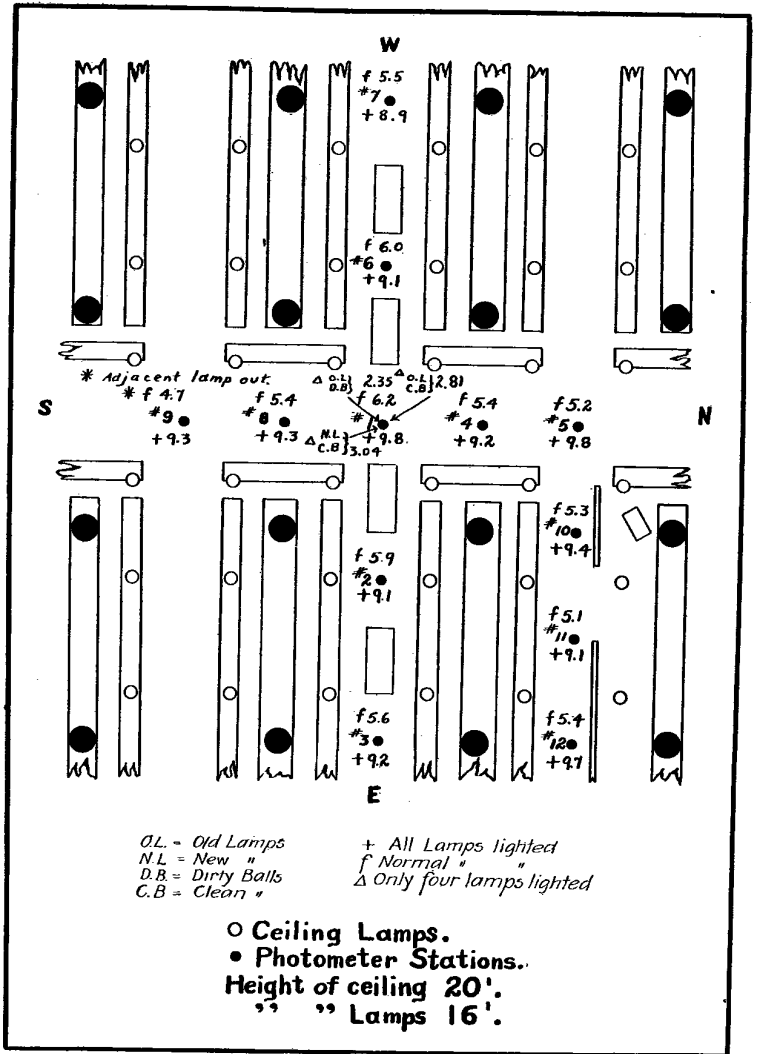 W
f 5.5
#7
+8.9
f 6.0
#6
+9.1
* Adjacent lamp out.
Δ O.L} 2.35
D.B}
Δ O.L} 2.81
C.B}
S
* f 4.7
#9
+9.3
f 5.4
#8
+9.3
f 6.2
#1
+9.8.
Δ N.L}
C.B} 3.04
f 5.4
#4
+9.2
f 5.2
#5
+9.8
N
f 5.3
#10
+9.4
f 5.9
#2
+9.1
f 5.1
#11
+9.1
f 5.6
#3
+9.2
f 5.4
#12
+9.7
E
O.L. = Old Lamps
N.L = New "
D.B. = Dirty Balls
C.B = Clean "
+ All Lamps lighted
f Normal " "
Δ Only four lamps lighted
○ Ceiling Lamps.
● Photometer Stations.
Height of ceiling 20'.
" " Lamps 16'.